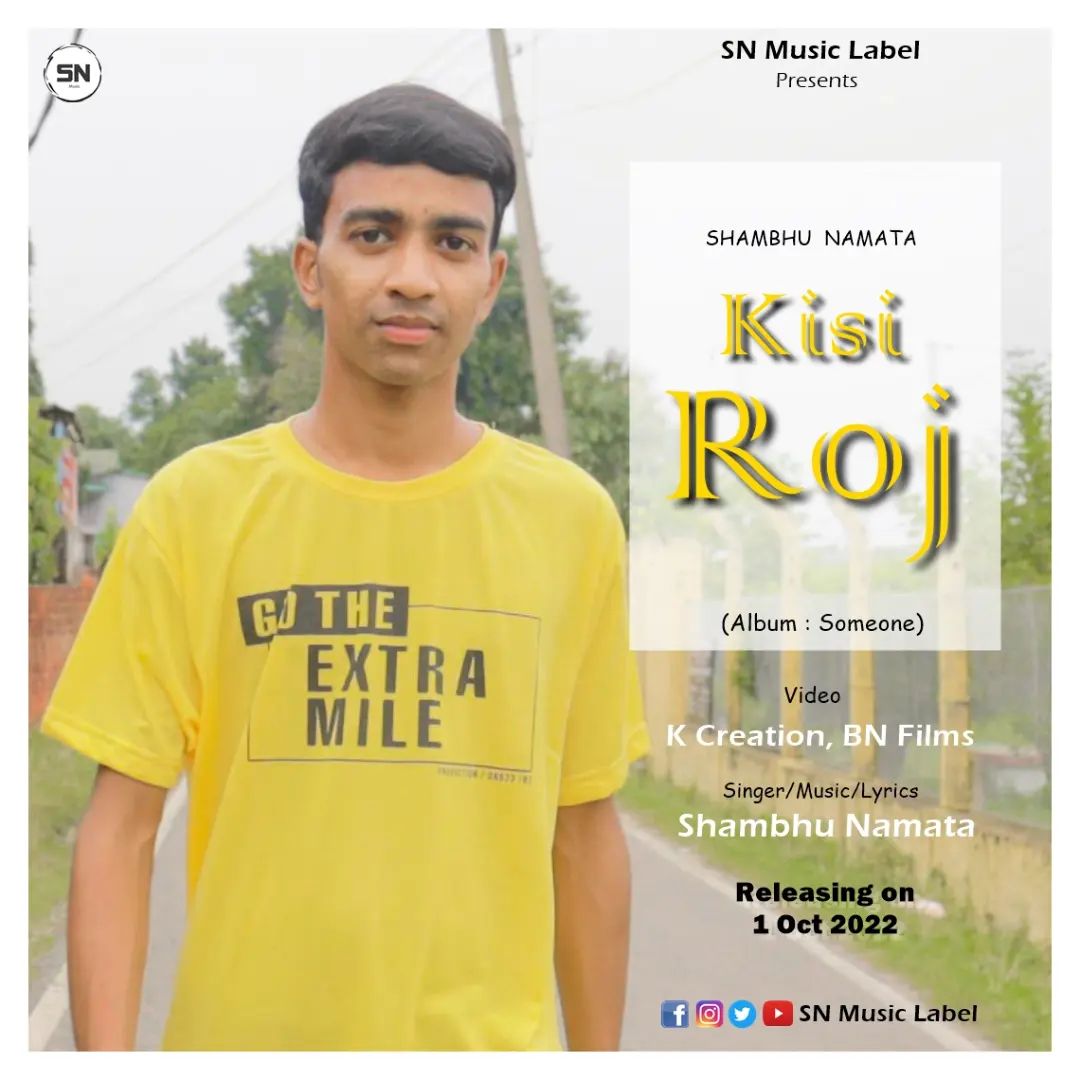 SN
Music
SN Music Label
Presents
SHAMBHU NAMATA
Kisi
Roj
(Album : Someone)
GO THE
EXTRA
MILE
Video
K Creation, BN Films
Singer/Music/Lyrics
Shambhu Namata
Releasing on
1 Oct 2022
SN Music Label